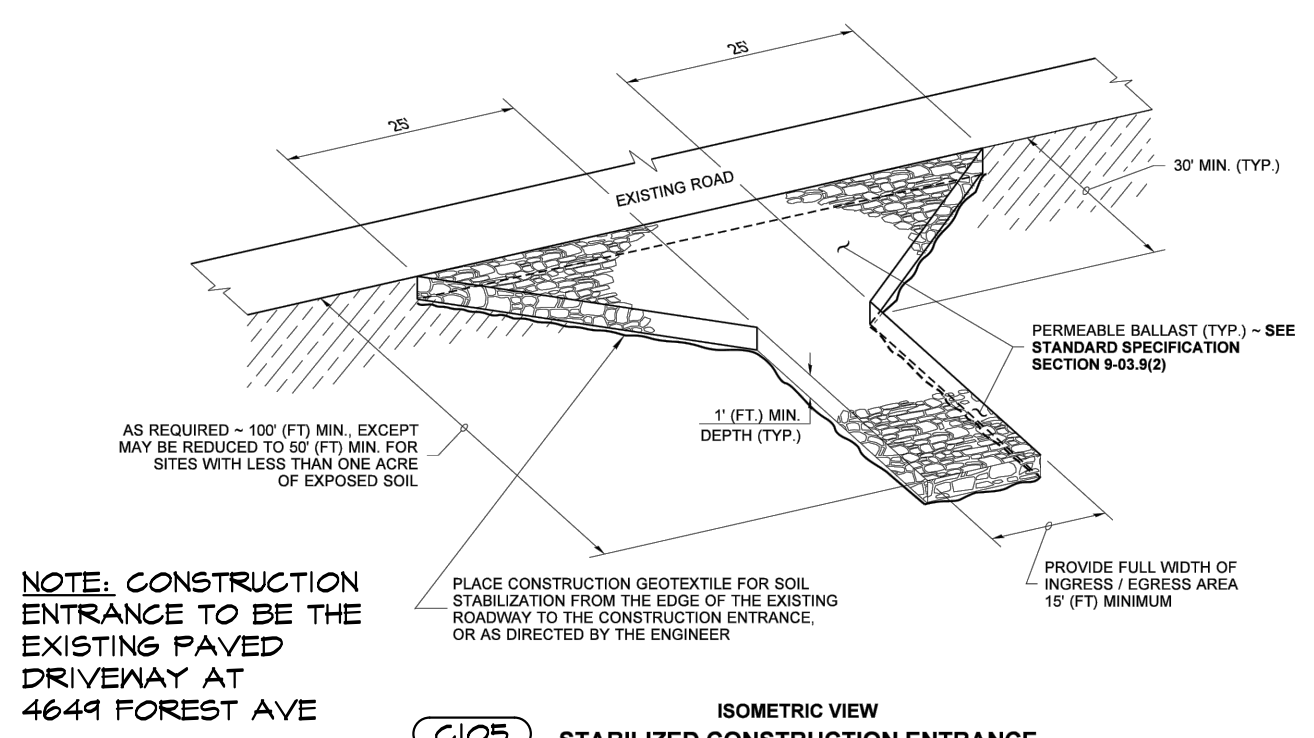 25'
25'
EXISTING ROAD
30' MIN. (TYP.)
PERMEABLE BALLAST (TYP.) ~ SEE
STANDARD SPECIFICATION
SECTION 9-03.9(2)
1' (FT.) MIN.
DEPTH (TYP.)
AS REQUIRED ~ 100' (FT) MIN., EXCEPT
MAY BE REDUCED TO 50' (FT) MIN. FOR
SITES WITH LESS THAN ONE ACRE
OF EXPOSED SOIL
PROVIDE FULL WIDTH OF
INGRESS / EGRESS AREA
15' (FT) MINIMUM
PLACE CONSTRUCTION GEOTEXTILE FOR SOIL
STABILIZATION FROM THE EDGE OF THE EXISTING
ROADWAY TO THE CONSTRUCTION ENTRANCE,
OR AS DIRECTED BY THE ENGINEER
NOTE: CONSTRUCTION
ENTRANCE TO BE THE
EXISTING PAVED
DRIVEWAY AT
4649 FOREST AVE
ISOMETRIC VIEW
C105
STABILIZED CONSTRUCTION ENTRANCE